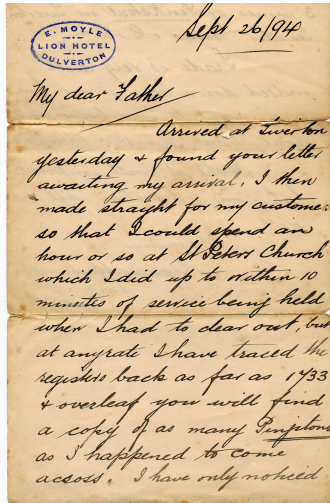 E. MOYLE
LION HOTEL
DULVERTON
Sept 26/94
My dear Father
Arrived at Tiverton
yesterday & found your letter
awaiting my arrival. I then
made straight for my customer
so that I could spend an
hour or so at St Peters Church
which I did up to within 10
minutes of service being held
when I had to clear out, but
at anyrate I have traced the
registers back as far as 1733
& overleaf you will find
a copy of as many
as I happened to come
across. I have only noticed